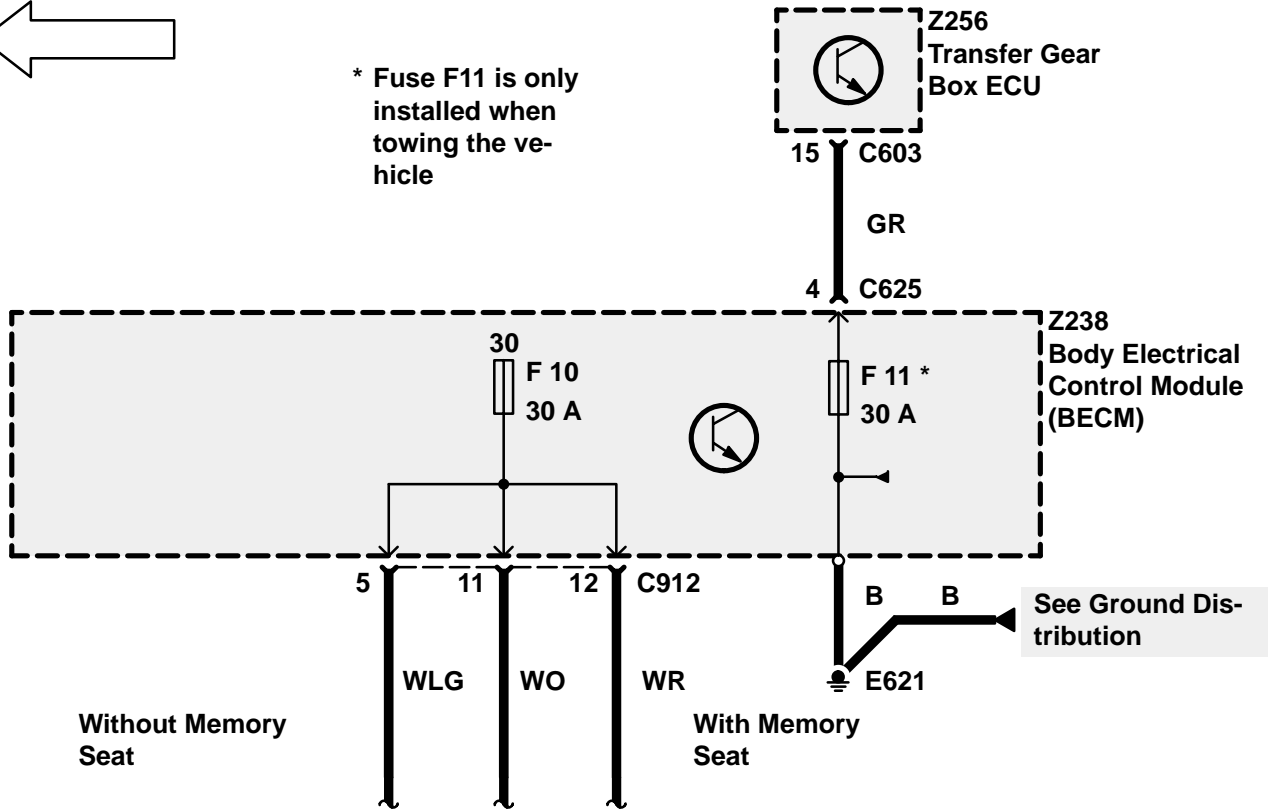 Z256
Transfer Gear
Box ECU
* Fuse F11 is only
installed when
towing the ve-
hicle
15 C603
GR
4 C625
Z238
Body Electrical
Control Module
(BECM)
30
F 10
30 A
F 11 *
30 A
5 11 12 C912
B B
See Ground Dis-
tribution
WLG WO WR
E621
Without Memory
Seat
With Memory
Seat